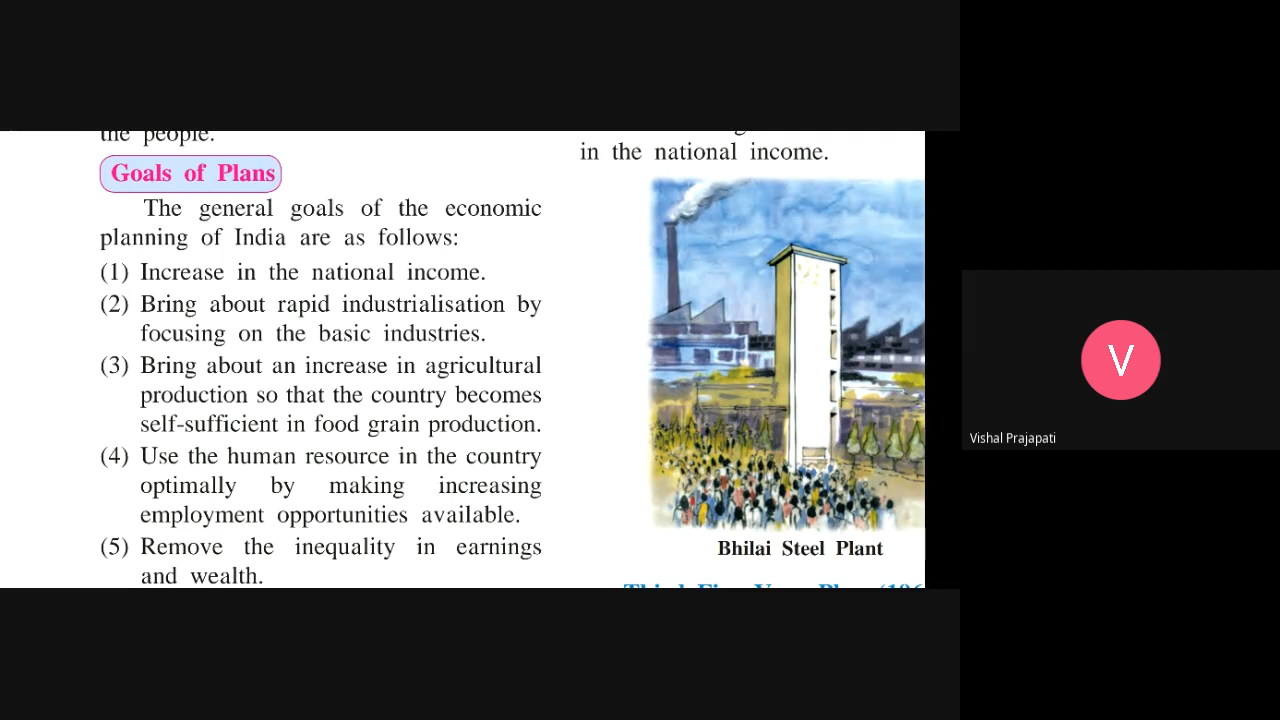 the people.
Goals of Plans
The general goals of the economic
planning of India are as follows:
(1) Increase in the national income.
(2) Bring about rapid industrialisation by
focusing on the basic industries.
(3) Bring about an increase in agricultural
production so that the country becomes
self-sufficient in food grain production.
(4) Use the human resource in the country
optimally by making increasing
employment opportunities available.
(5) Remove the inequality in earnings
and wealth.
in the national income.
Bhilai Steel Plant
V
Vishal Prajapati